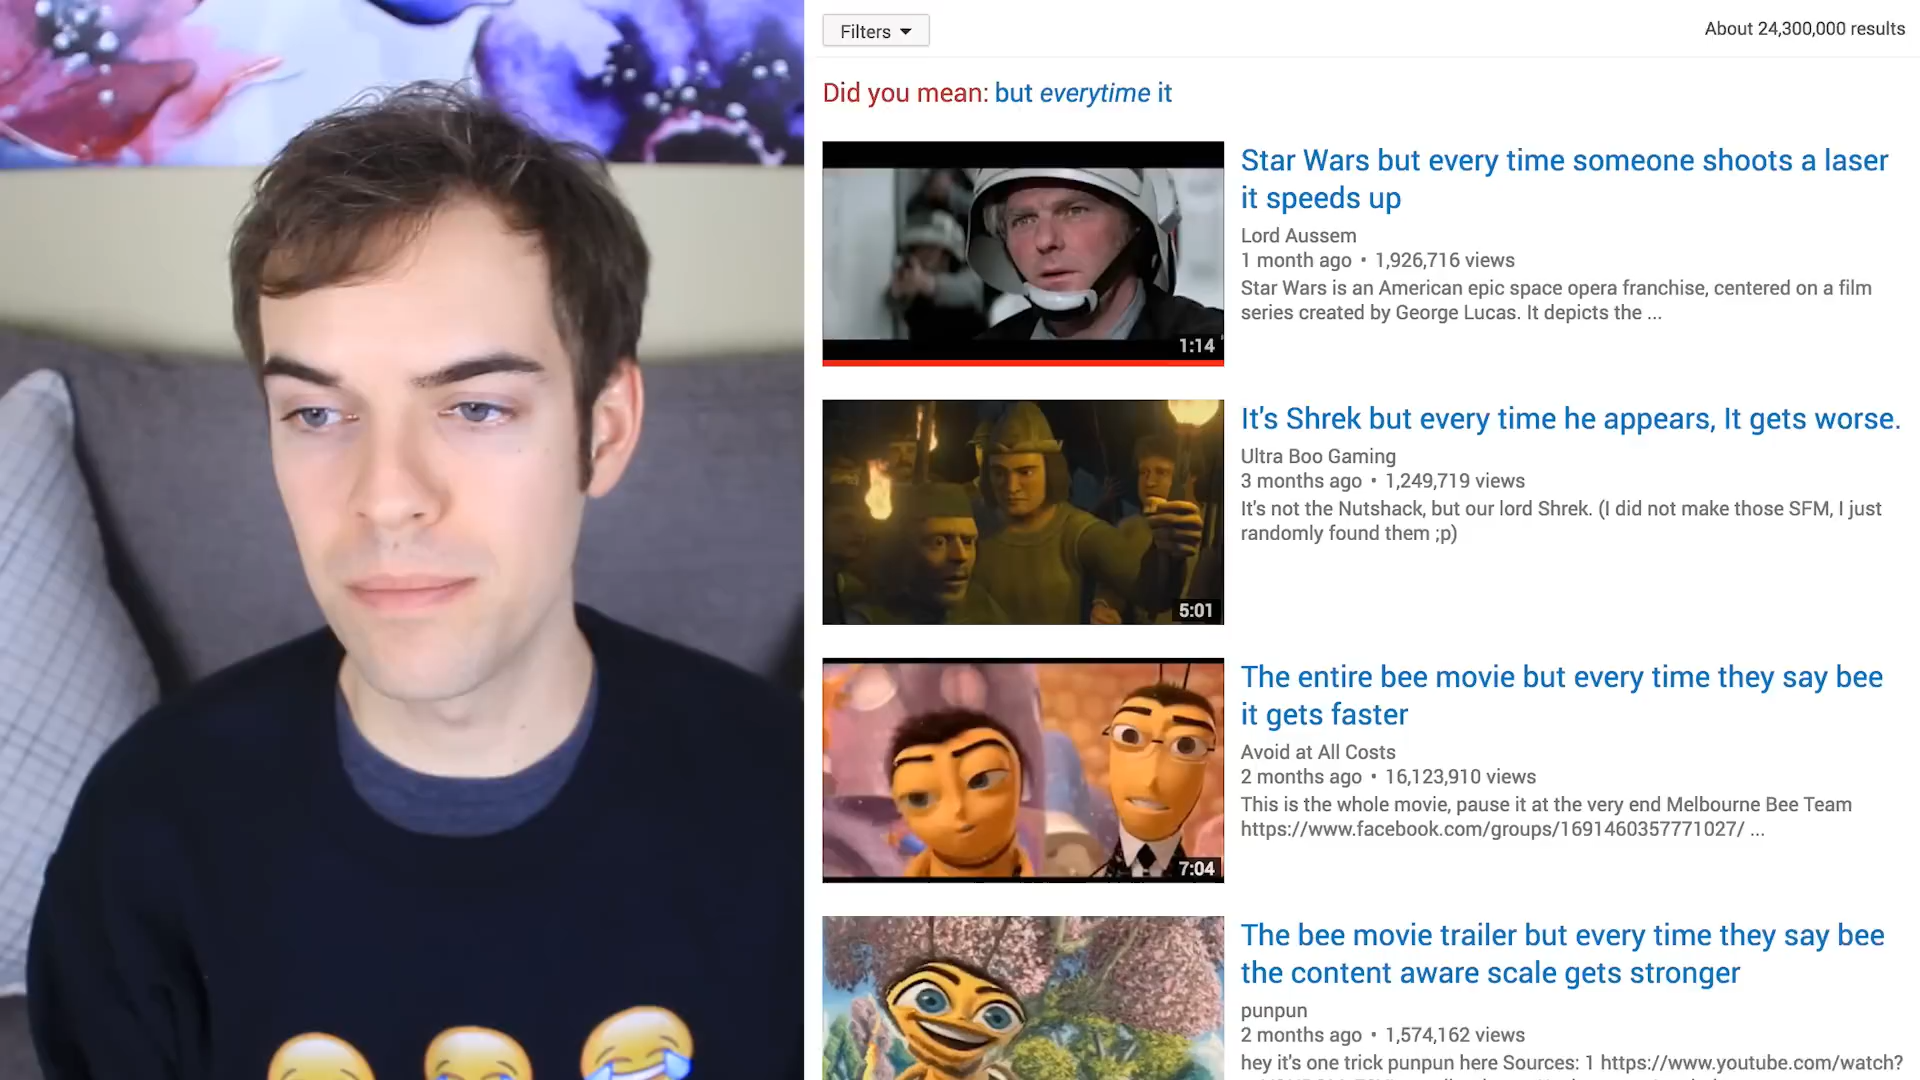 Filters
About 24,300,000 results
Did you mean: but everytime it
Star Wars but every time someone shoots a laser
it speeds up
Lord Aussem
1 month ago • 1,926,716 views
Star Wars is an American epic space opera franchise, centered on a film
series created by George Lucas. It depicts the ...
1:14
It's Shrek but every time he appears, It gets worse.
Ultra Boo Gaming
3 months ago • 1,249,719 views
It's not the Nutshack, but our lord Shrek. (I did not make those SFM, I just
randomly found them ;p)
5:01
The entire bee movie but every time they say bee
it gets faster
Avoid at All Costs
2 months ago • 16,123,910 views
This is the whole movie, pause it at the very end Melbourne Bee Team
https://www.facebook.com/groups/1691460357771027/ ...
7:04
The bee movie trailer but every time they say bee
the content aware scale gets stronger
punpun
2 months ago • 1,574,162 views
hey it's one trick punpun here Sources: 1 https://www.youtube.com/watch?